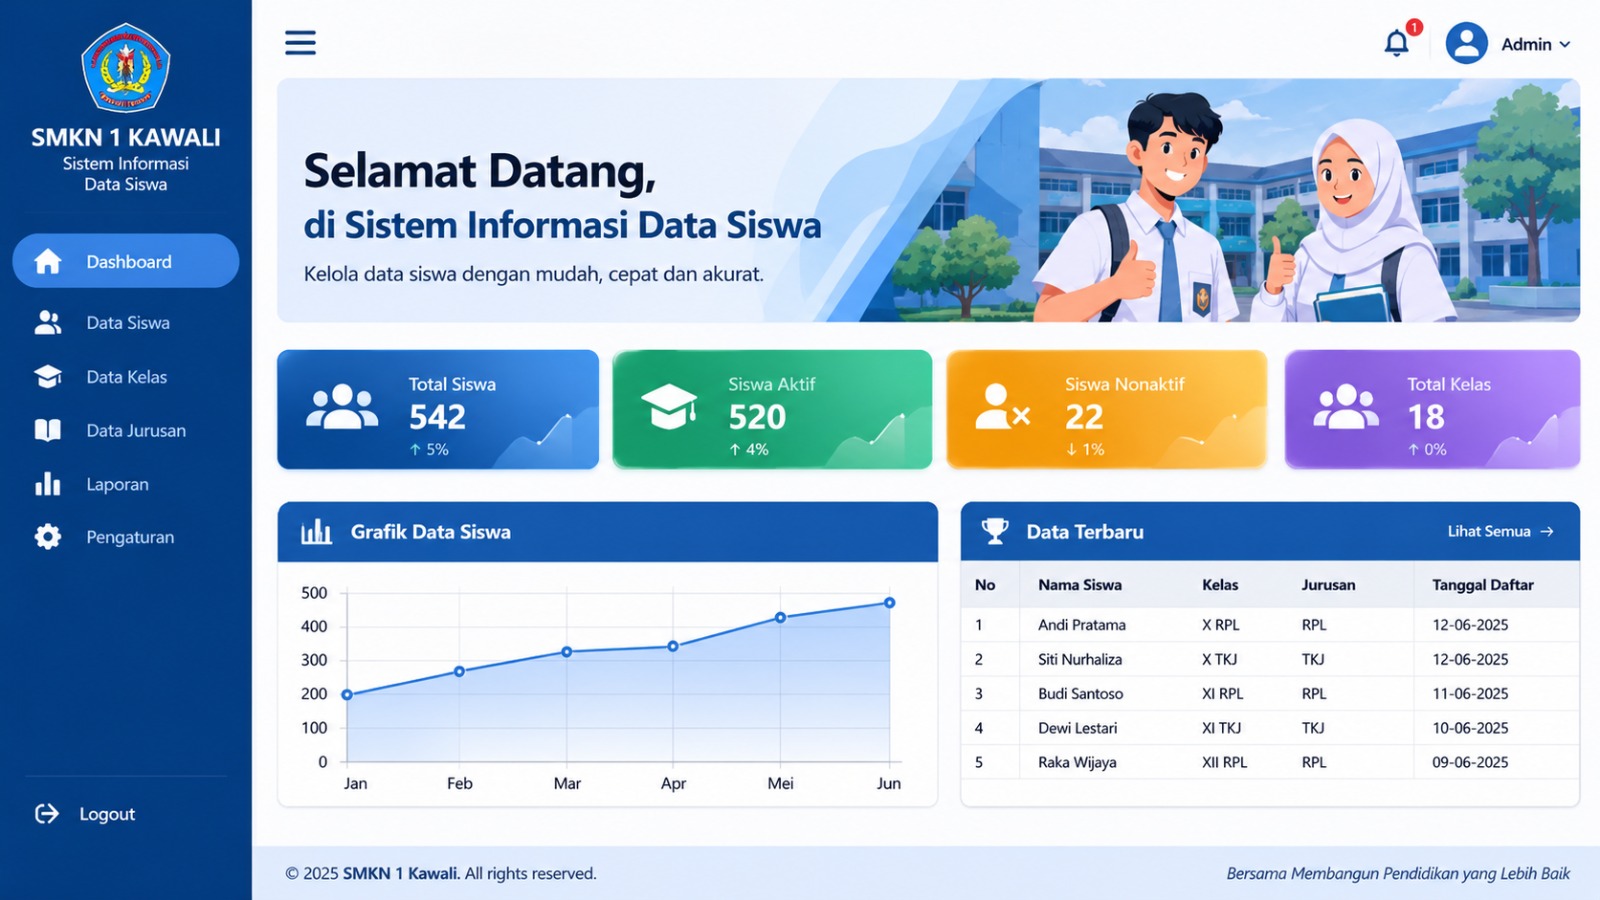 SMKN 1 KAWALI
Sistem Informasi
Data Siswa
Dashboard
Data Siswa
Data Kelas
Data Jurusan
Laporan
Pengaturan
Logout
1
Admin
Selamat Datang,
di Sistem Informasi Data Siswa
Kelola data siswa dengan mudah, cepat dan akurat.
Total Siswa
542
↑ 5%
Siswa Aktif
520
↑ 4%
Siswa Nonaktif
22
↓ 1%
Total Kelas
18
↑ 0%
Grafik Data Siswa
500
400
300
200
100
0
Jan Feb Mar Apr Mei Jun
Data Terbaru
Lihat Semua →
No Nama Siswa Kelas Jurusan Tanggal Daftar
1 Andi Pratama X RPL RPL 12-06-2025
2 Siti Nurhaliza X TKJ TKJ 12-06-2025
3 Budi Santoso XI RPL RPL 11-06-2025
4 Dewi Lestari XI TKJ TKJ 10-06-2025
5 Raka Wijaya XII RPL RPL 09-06-2025
© 2025 SMKN 1 Kawali. All rights reserved.
Bersama Membangun Pendidikan yang Lebih Baik